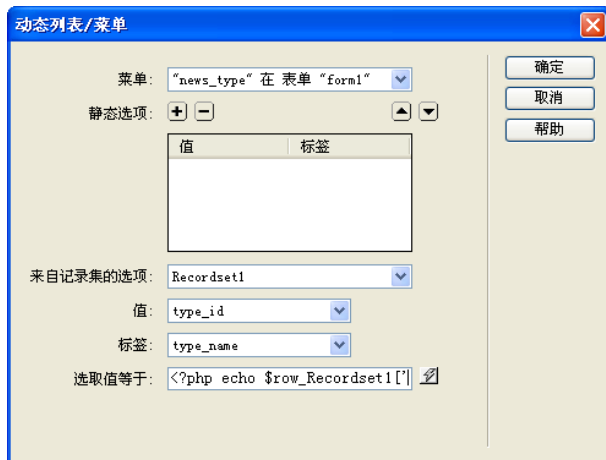 动态列表/菜单
菜单: "news_type" 在 表单 "form1"
确定
静态选项:
取消
帮助
值 标签
来自记录集的选项: Recordset1
值: type_id
标签: type_name
选取值等于: <?php echo $row_Recordset1['